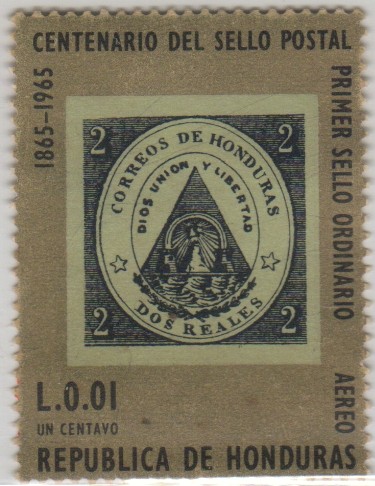 CENTENARIO DEL SELLO POSTAL
1865-1965
PRIMER SELLO ORDINARIO AEREO
2 2
CORREOS DE HONDURAS
DIOS UNION Y LIBERTAD
DOS REALES
2 2
L.0.01
UN CENTAVO
REPUBLICA DE HONDURAS